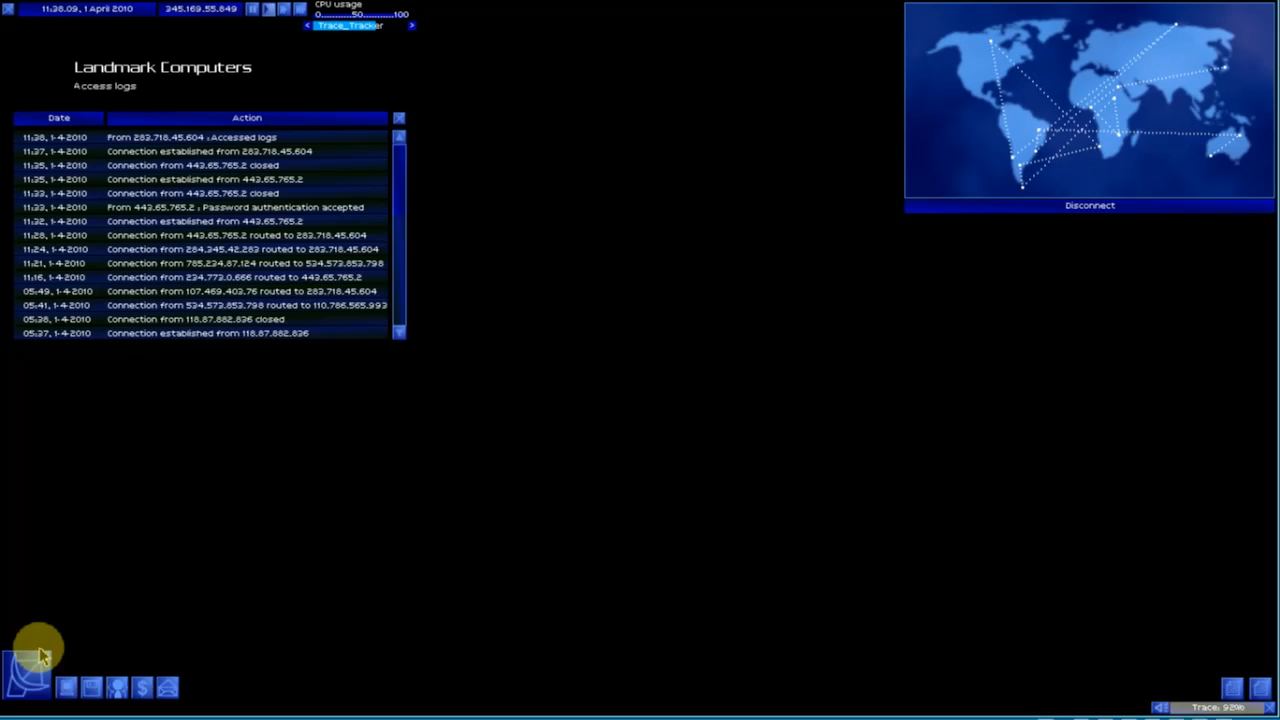 11:38.09, 1 April 2010
345.169.55.849
CPU usage
0........50........100
< Trace_Tracker >
Landmark Computers
Access logs
Date Action
11:38, 1-4-2010 From 283.718.45.604 : Accessed logs
11:37, 1-4-2010 Connection established from 283.718.45.604
11:35, 1-4-2010 Connection from 443.65.765.2 closed
11:35, 1-4-2010 Connection established from 443.65.765.2
11:33, 1-4-2010 Connection from 443.65.765.2 closed
11:33, 1-4-2010 From 443.65.765.2 : Password authentication accepted
11:32, 1-4-2010 Connection established from 443.65.765.2
11:28, 1-4-2010 Connection from 443.65.765.2 routed to 283.718.45.604
11:24, 1-4-2010 Connection from 284.345.42.283 routed to 283.718.45.604
11:21, 1-4-2010 Connection from 785.234.87.124 routed to 534.573.853.798
11:16, 1-4-2010 Connection from 234.773.0.666 routed to 443.65.765.2
05:49, 1-4-2010 Connection from 107.469.403.76 routed to 283.718.45.604
05:41, 1-4-2010 Connection from 534.573.853.798 routed to 110.786.565.993
05:38, 1-4-2010 Connection from 118.87.882.836 closed
05:37, 1-4-2010 Connection established from 118.87.882.836
Disconnect
Trace: 92%